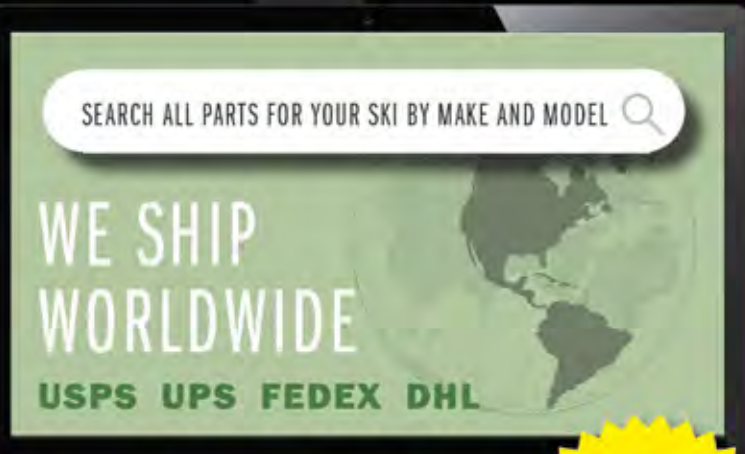 SEARCH ALL PARTS FOR YOUR SKI BY MAKE AND MODEL
WE SHIP
WORLDWIDE
USPS UPS FEDEX DHL